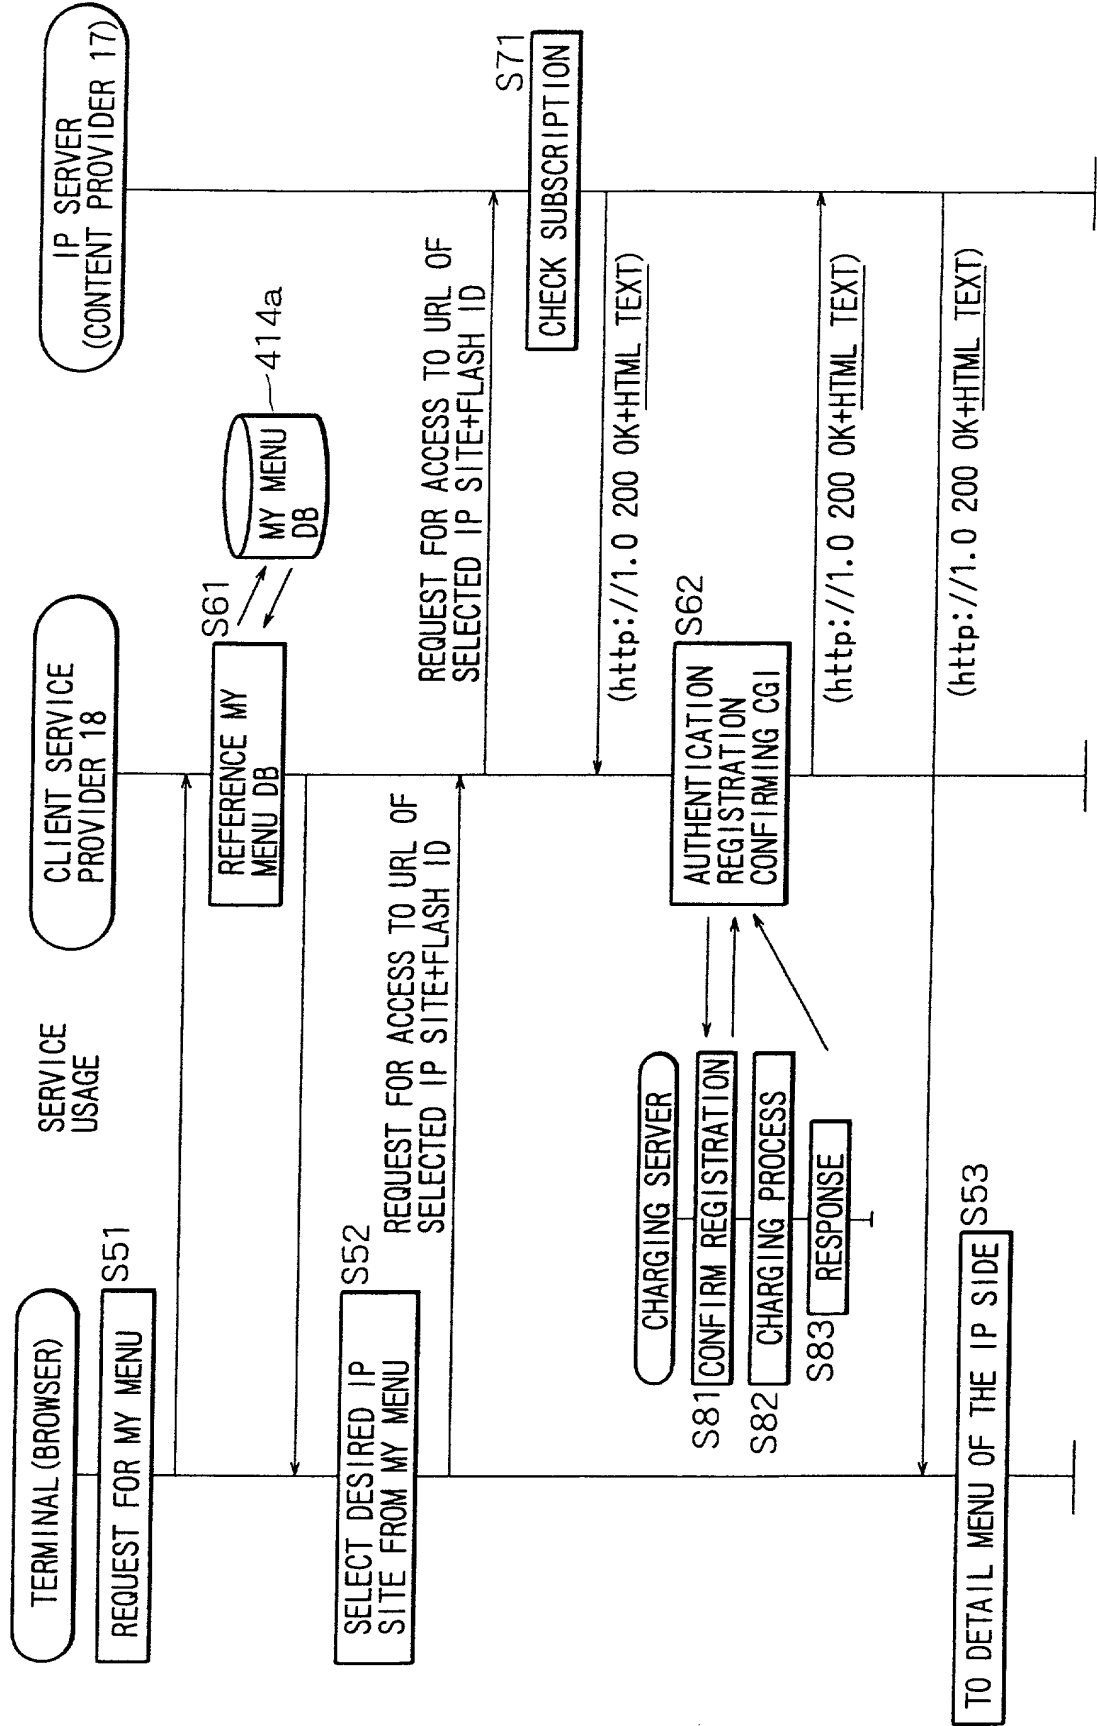 SERVICE
USAGE
TERMINAL (BROWSER)
CLIENT SERVICE
PROVIDER 18
IP SERVER
(CONTENT PROVIDER 17)
REQUEST FOR MY MENU
S51
REFERENCE MY
MENU DB
S61
MY MENU
DB
414a
SELECT DESIRED IP
SITE FROM MY MENU
S52
REQUEST FOR ACCESS TO URL OF
SELECTED IP SITE+FLASH ID
REQUEST FOR ACCESS TO URL OF
SELECTED IP SITE+FLASH ID
S71
CHECK SUBSCRIPTION
(http://1.0 200 OK+HTML TEXT)
AUTHENTICATION
REGISTRATION
CONFIRMING CGI
S62
CHARGING SERVER
S81
CONFIRM REGISTRATION
S82
CHARGING PROCESS
S83
RESPONSE
(http://1.0 200 OK+HTML TEXT)
(http://1.0 200 OK+HTML TEXT)
TO DETAIL MENU OF THE IP SIDE
S53